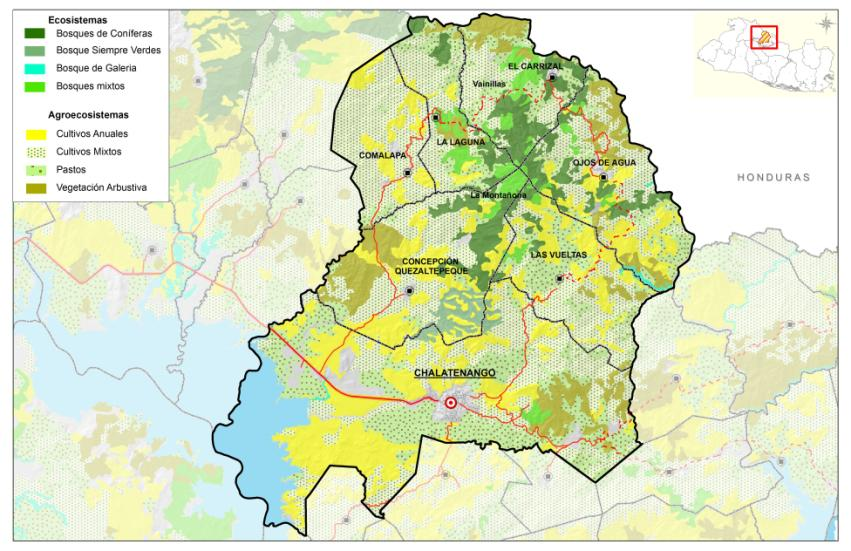 Ecosistemas
Bosques de Coníferas
Bosque Siempre Verdes
Bosque de Galeria
Bosques mixtos
Agroecosistemas
Cultivos Anuales
Cultivos Mixtos
Pastos
Vegetación Arbustiva
EL CARRIZAL
Vainillas
LA LAGUNA
COMALAPA
OJOS DE AGUA
HONDURAS
La Montañona
CONCEPCIÓN
QUEZALTEPEQUE
LAS VUELTAS
CHALATENANGO